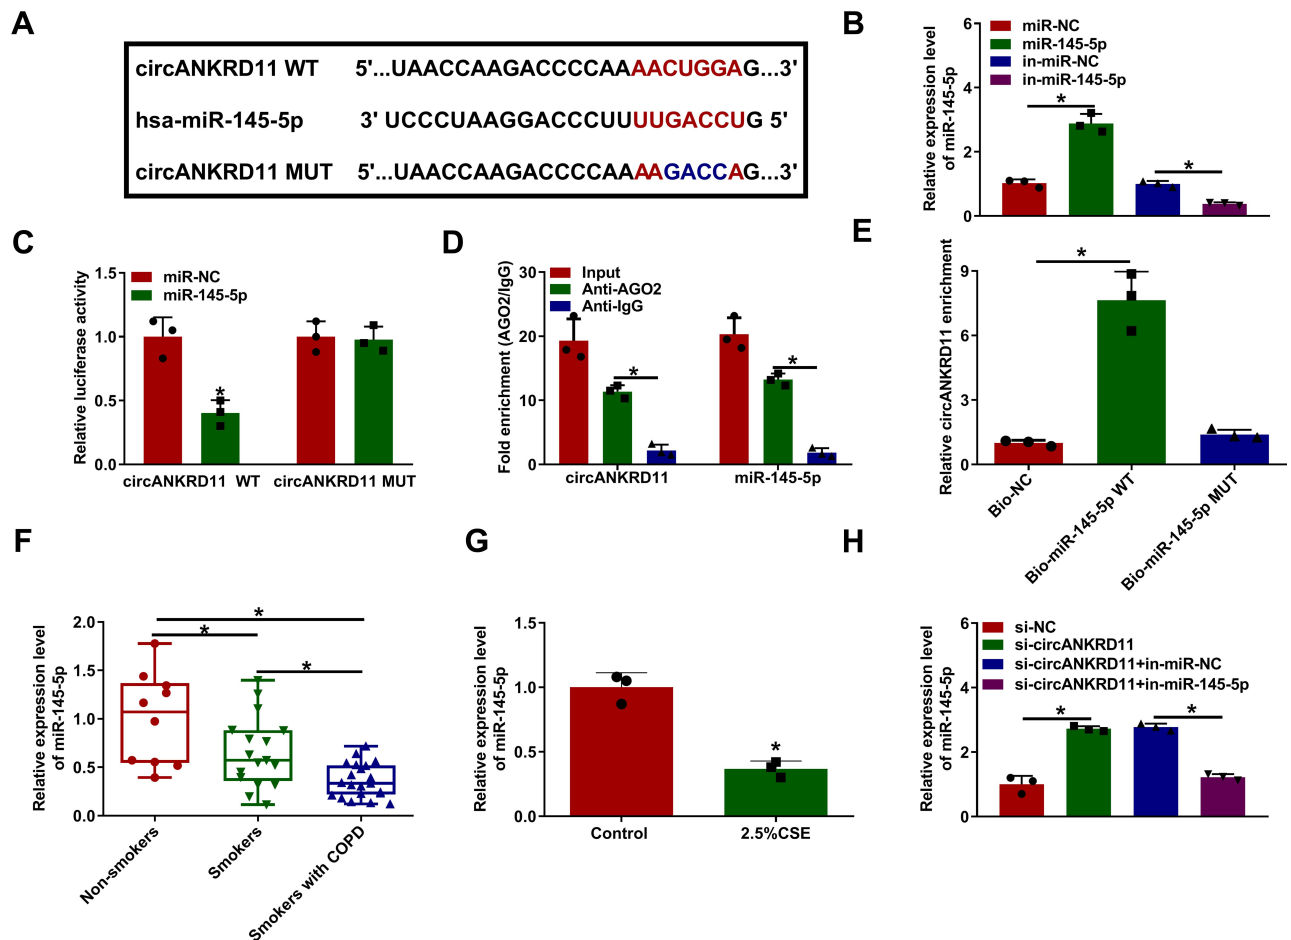 A
circANKRD11 WT 5'...UAACCAAGACCCCAAAACUGGAG...3'
hsa-miR-145-5p 3' UCCCUAAGGACCCUUUUGACCUG 5'
circANKRD11 MUT 5'...UAACCAAGACCCCAAAAGACCAG...3'
B
Relative expression level
of miR-145-5p
6
4
2
0
miR-NC
miR-145-5p
in-miR-NC
in-miR-145-5p
*
*
C
Relative luciferase activity
1.5
1.0
0.5
0.0
miR-NC
miR-145-5p
*
circANKRD11 WT
circANKRD11 MUT
D
Fold enrichment (AGO2/IgG)
30
20
10
0
Input
Anti-AGO2
Anti-IgG
*
*
circANKRD11
miR-145-5p
E
Relative circANKRD11 enrichment
9
6
3
0
*
Bio-NC
Bio-miR-145-5p WT
Bio-miR-145-5p MUT
F
Relative expression level
of miR-145-5p
2.0
1.5
1.0
0.5
0.0
*
*
*
Non-smokers
Smokers
Smokers with COPD
G
Relative expression level
of miR-145-5p
1.5
1.0
0.5
0.0
*
Control
2.5%CSE
H
Relative expression level
of miR-145-5p
6
4
2
0
si-NC
si-circANKRD11
si-circANKRD11+in-miR-NC
si-circANKRD11+in-miR-145-5p
*
*